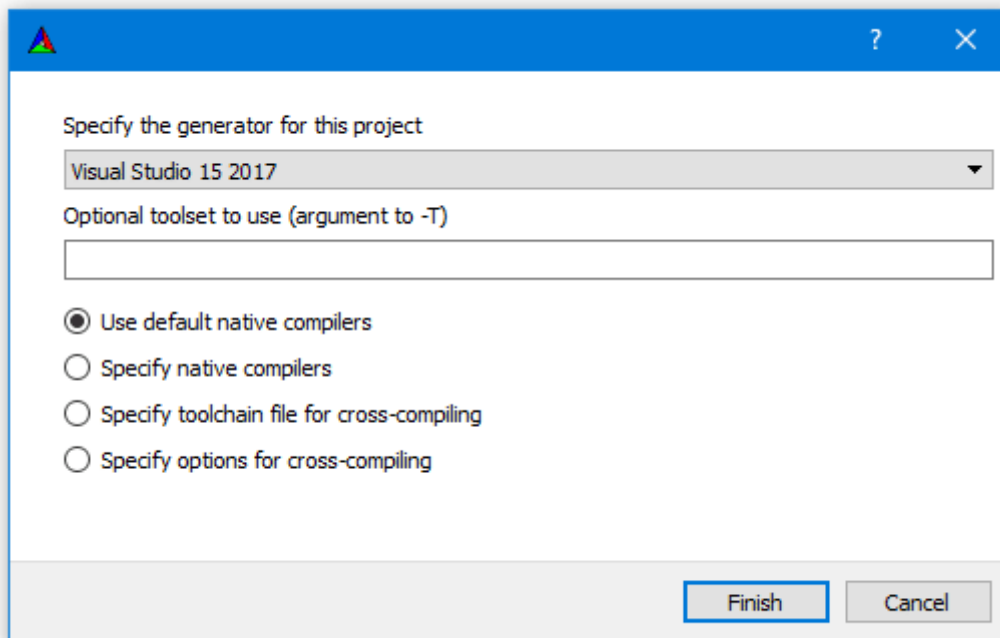 ?
Specify the generator for this project
Visual Studio 15 2017
Optional toolset to use (argument to -T)
Use default native compilers
Specify native compilers
Specify toolchain file for cross-compiling
Specify options for cross-compiling
Finish Cancel